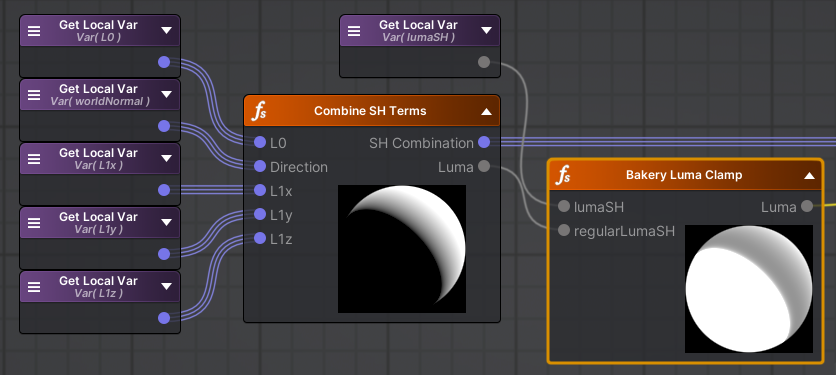 Get Local Var
Var( L0 )
Get Local Var
Var( worldNormal )
Get Local Var
Var( L1x )
Get Local Var
Var( L1y )
Get Local Var
Var( L1z )
Get Local Var
Var( lumaSH )
fs Combine SH Terms
L0 SH Combination
Direction Luma
L1x
L1y
L1z
fs Bakery Luma Clamp
lumaSH Luma
regularLumaSH